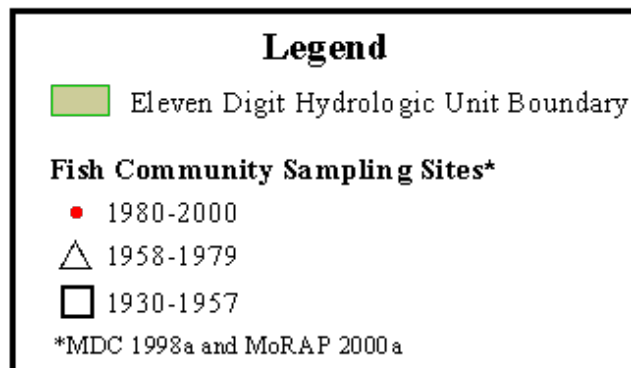 Legend
Eleven Digit Hydrologic Unit Boundary
Fish Community Sampling Sites*
1980-2000
1958-1979
1930-1957
*MDC 1998a and MoRAP 2000a